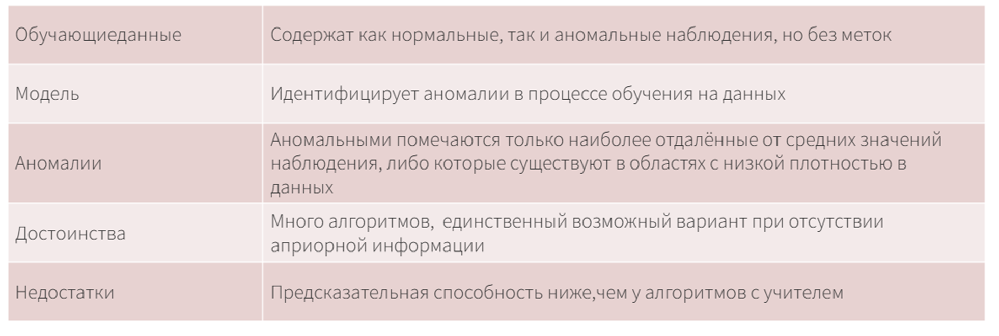 Обучающиеданные
Содержат как нормальные, так и аномальные наблюдения, но без меток
Модель
Идентифицирует аномалии в процессе обучения на данных
Аномалии
Аномальными помечаются только наиболее отдалённые от средних значений
наблюдения, либо которые существуют в областях с низкой плотностью в
данных
Достоинства
Много алгоритмов,  единственный возможный вариант при отсутствии
априорной информации
Недостатки
Предсказательная способность ниже,чем у алгоритмов с учителем